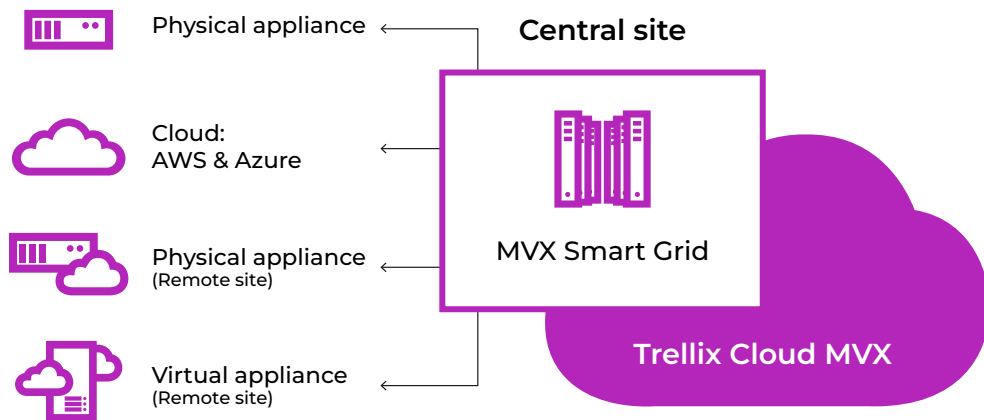 Physical appliance
Central site
Cloud:
AWS & Azure
MVX Smart Grid
Physical appliance
(Remote site)
Trellix Cloud MVX
Virtual appliance
(Remote site)